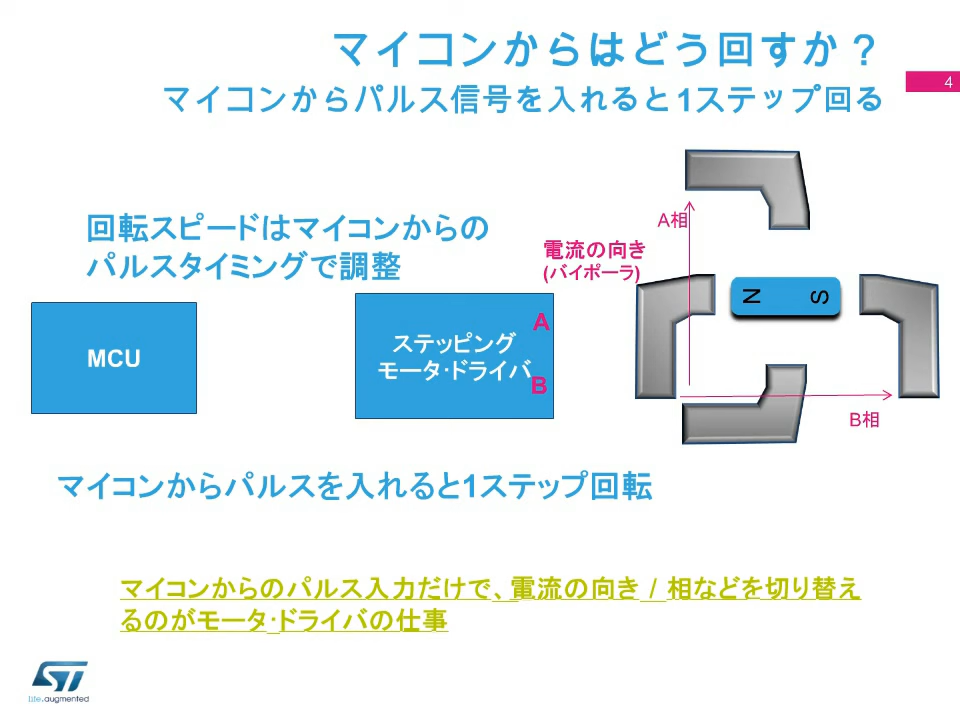 マイコンからはどう回すか？
マイコンからパルス信号を入れると1ステップ回る
4
回転スピードはマイコンからの
パルスタイミングで調整
A相
電流の向き
(バイポーラ)
N S
MCU
ステッピング
モータ･ドライバ
A
B
B相
マイコンからパルスを入れると1ステップ回転
マイコンからのパルス入力だけで、電流の向き / 相などを切り替え
るのがモータ･ドライバの仕事
ST
life.augmented